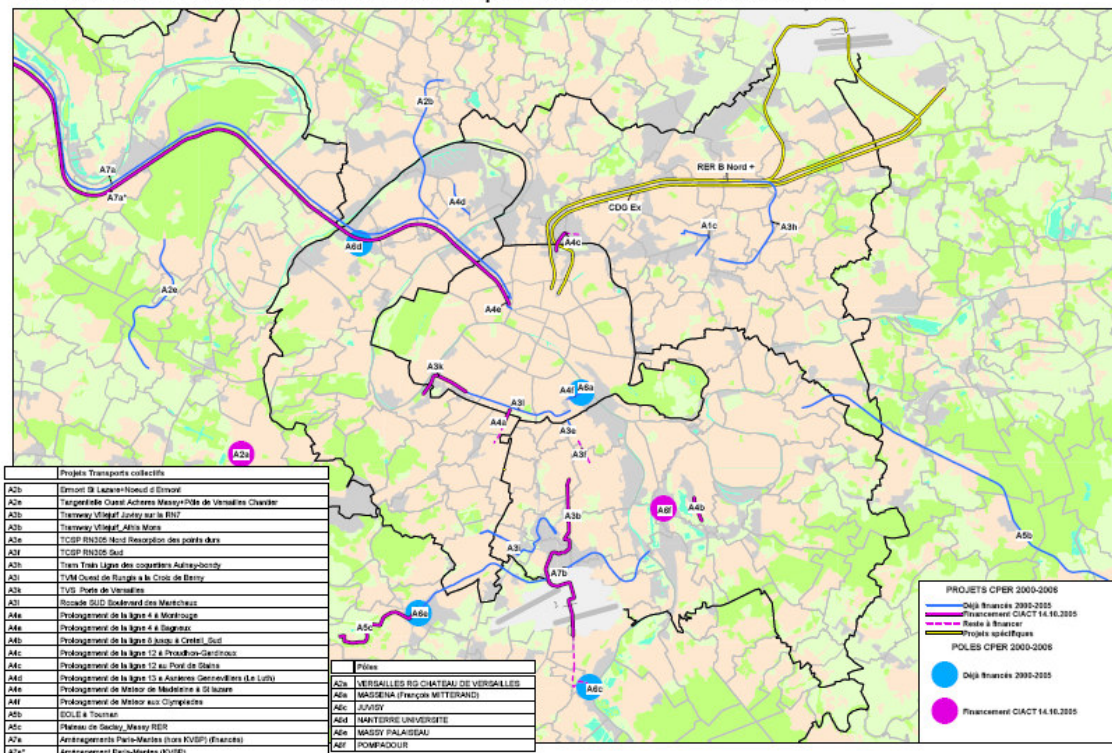 A2b
A7a
A7a*
A4d
RER B Nord +
CDG Ex
A1c
A3h
A4c
A6d
A2e
A4e
A3k
A3l
A4f
A6a
A4a
A3e
A3f
A2a
A3b
A6f
A4b
A3i
A7b
A5b
A6e
A5c
A6c
Projets Transports collectifs
A2b Ermont St Lazare+Noeud d Ermont
A2e Tangentielle Ouest Acheres Massy+Pôle de Versailles Chantier
A3b Tramway Villejuif Juvisy sur la RN7
A3b Tramway Villejuif_Athis Mons
A3e TCSP RN305 Nord Resorption des points durs
A3f TCSP RN305 Sud
A3h Tram Train Ligne des coquetiers Aulnay-bondy
A3i TVM Ouest de Rungis a la Croix de Berny
A3k TVS Porte de Versailles
A3l Rocade SUD Boulevard des Maréchaux
A4a Prolongement de la ligne 4 à Montrouge
A4a Prolongement de la ligne 4 à Bagneux
A4b Prolongement de la ligne 8 jusqu à Créteil_Sud
A4c Prolongement de la ligne 12 à Proudhon-Gardinoux
A4c Prolongement de la ligne 12 au Pont de Stains
A4d Prolongement de la ligne 13 a Asnieres Gennevilliers (Le Luth)
A4e Prolongement de Meteor de Madeleine à St lazare
A4f Prolongement de Meteor aux Olympiades
A5b EOLE à Tournan
A5c Plateau de Saclay_Massy RER
A7a Aménagements Paris-Mantes (hors KVBP) (financés)
A7a* Aménagement Paris-Mantes (KVBP)
Pôles
A2a VERSAILLES RG CHATEAU DE VERSAILLES
A6a MASSENA (François MITTERAND)
A6c JUVISY
A6d NANTERRE UNIVERSITE
A6e MASSY PALAISEAU
A6f POMPADOUR
PROJETS CPER 2000-2006
Déjà financés 2000-2005
Financement CIACT 14.10.2005
Reste à financer
Projets spécifiques
POLES CPER 2000-2006
Déjà financés 2000-2005
Financement CIACT 14.10.2005